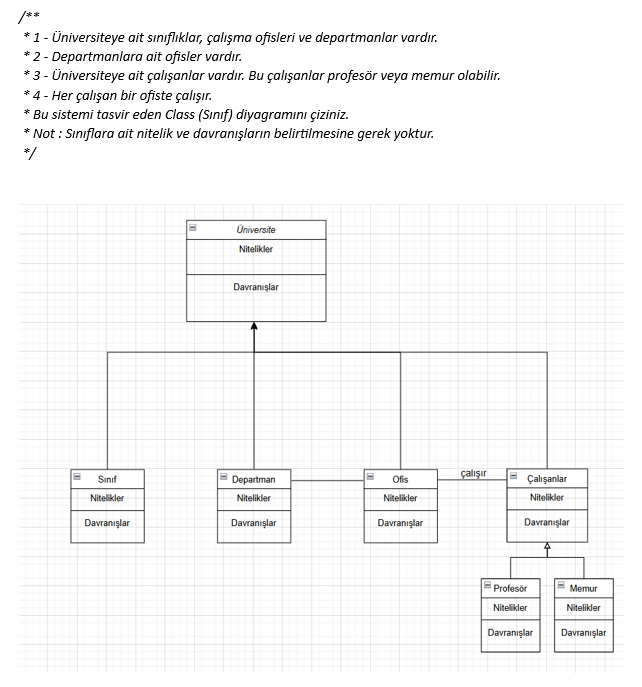 /**
* 1 - Üniversiteye ait sınıflıklar, çalışma ofisleri ve departmanlar vardır.
* 2 - Departmanlara ait ofisler vardır.
* 3 - Üniversiteye ait çalışanlar vardır. Bu çalışanlar profesör veya memur olabilir.
* 4 - Her çalışan bir ofiste çalışır.
* Bu sistemi tasvir eden Class (Sınıf) diyagramını çiziniz.
* Not : Sınıflara ait nitelik ve davranışların belirtilmesine gerek yoktur.
*/
Üniversite
Nitelikler
Davranışlar
Sınıf
Nitelikler
Davranışlar
Departman
Nitelikler
Davranışlar
Ofis
Nitelikler
Davranışlar
çalışır
Çalışanlar
Nitelikler
Davranışlar
Profesör
Nitelikler
Davranışlar
Memur
Nitelikler
Davranışlar